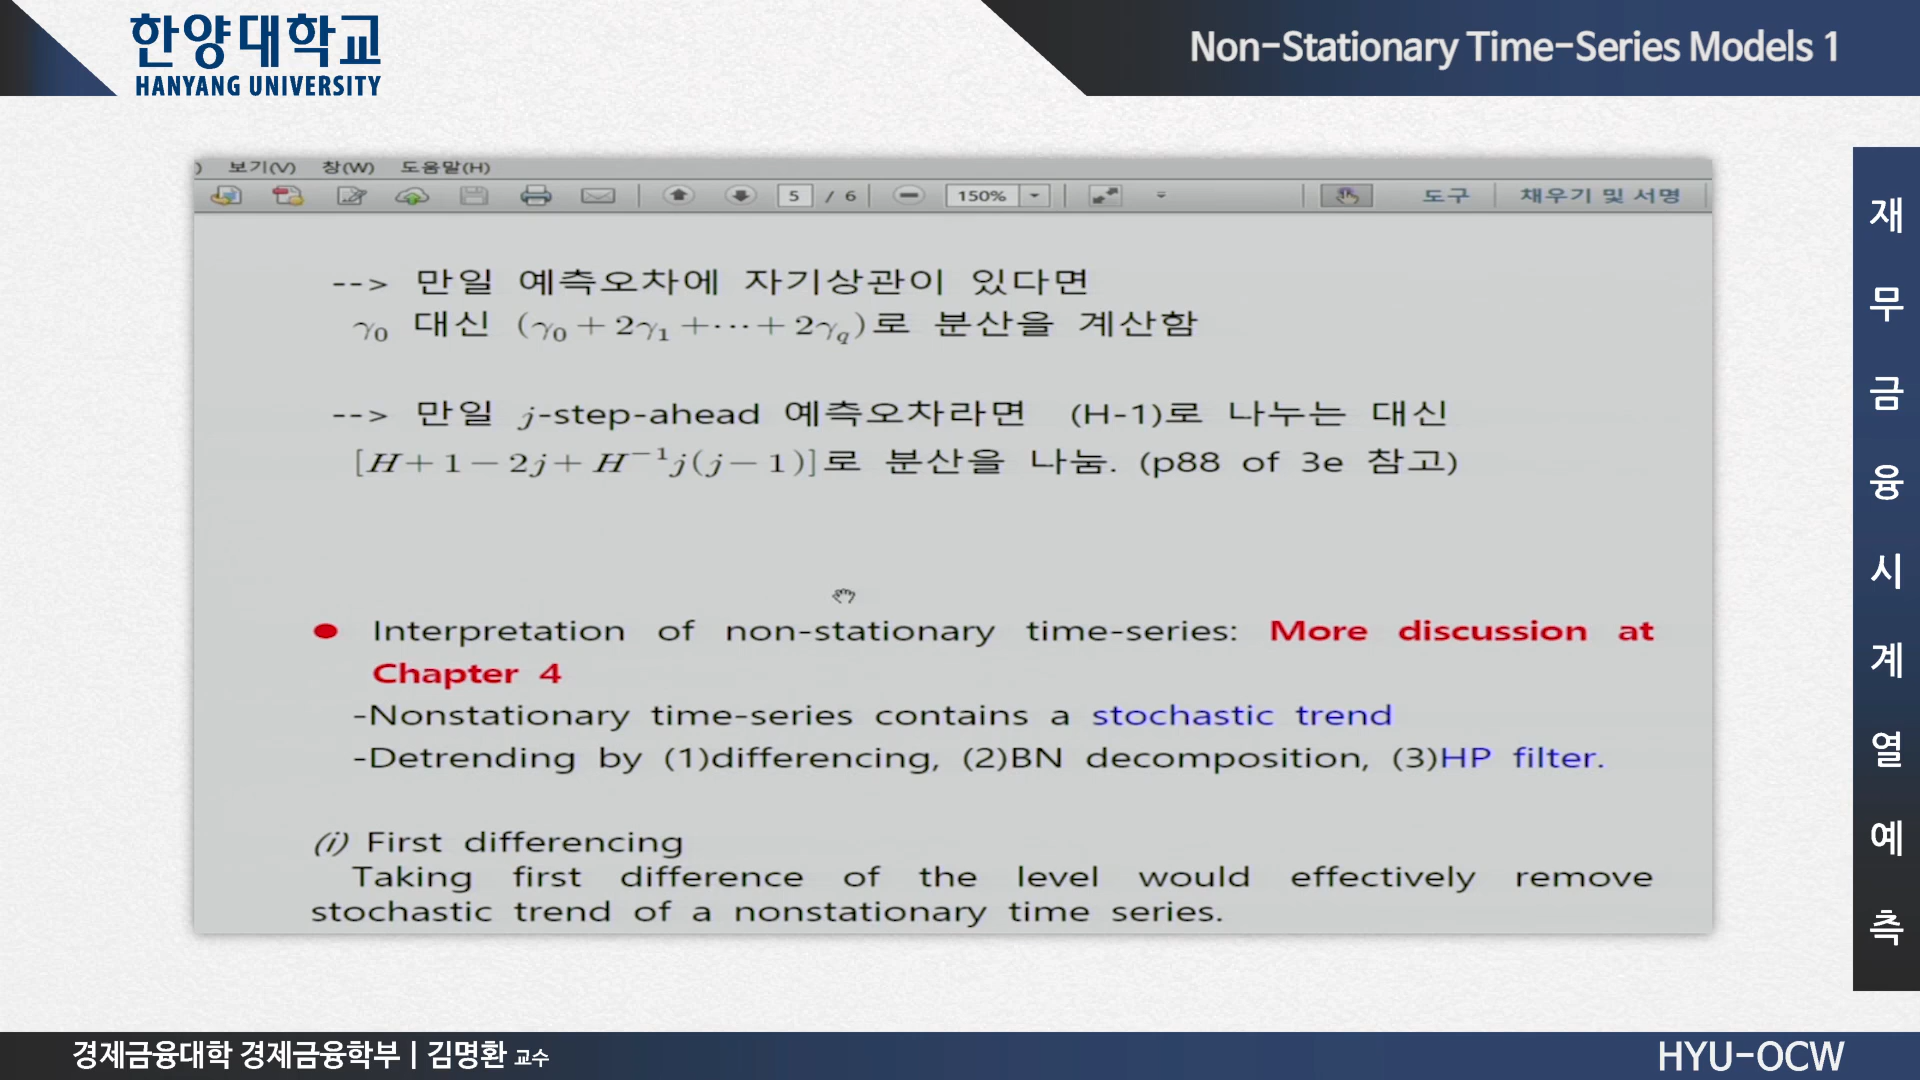 한양대학교
HANYANG UNIVERSITY
Non-Stationary Time-Series Models 1
) 보기(V) 창(W) 도움말(H)
5 / 6 150% 도구 채우기 및 서명
--> 만일 예측오차에 자기상관이 있다면
γ₀ 대신 (γ₀ + 2γ₁ + ⋯ + 2γ_q)로 분산을 계산함
--> 만일 j-step-ahead 예측오차라면 (H-1)로 나누는 대신
[H + 1 − 2j + H⁻¹j(j − 1)]로 분산을 나눔. (p88 of 3e 참고)
● Interpretation of non-stationary time-series: More discussion at
Chapter 4
-Nonstationary time-series contains a stochastic trend
-Detrending by (1)differencing, (2)BN decomposition, (3)HP filter.
(i) First differencing
Taking first difference of the level would effectively remove
stochastic trend of a nonstationary time series.
재무금융시계열예측
경제금융대학 경제금융학부 | 김명환 교수
HYU-OCW